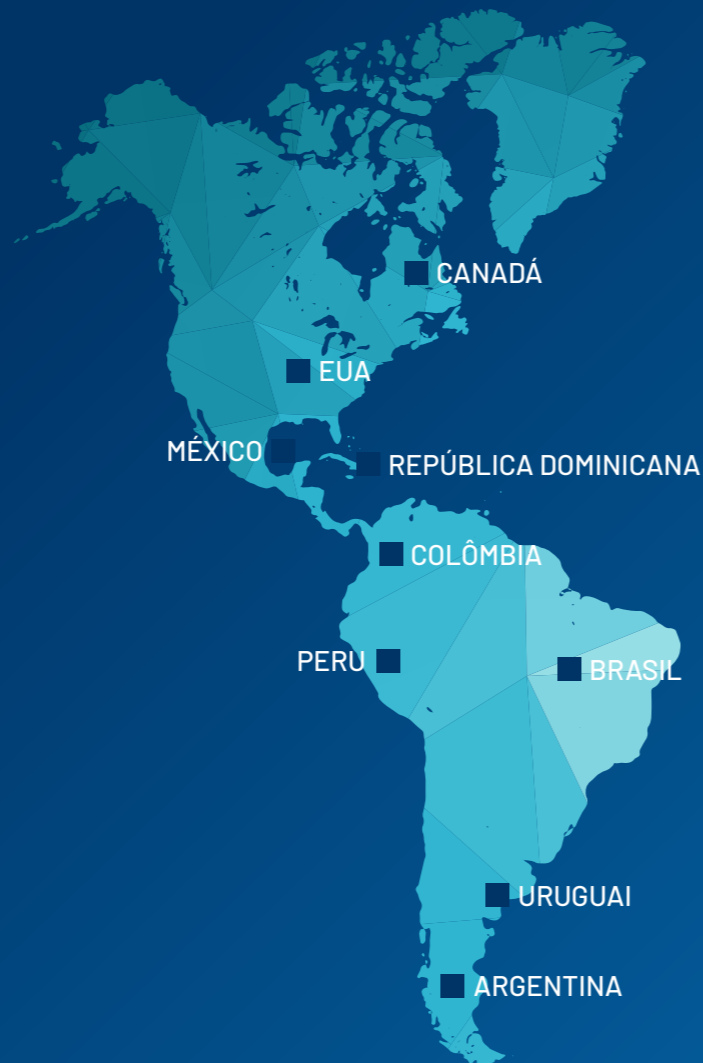 CANADÁ
EUA
MÉXICO
REPÚBLICA DOMINICANA
COLÔMBIA
PERU
BRASIL
URUGUAI
ARGENTINA